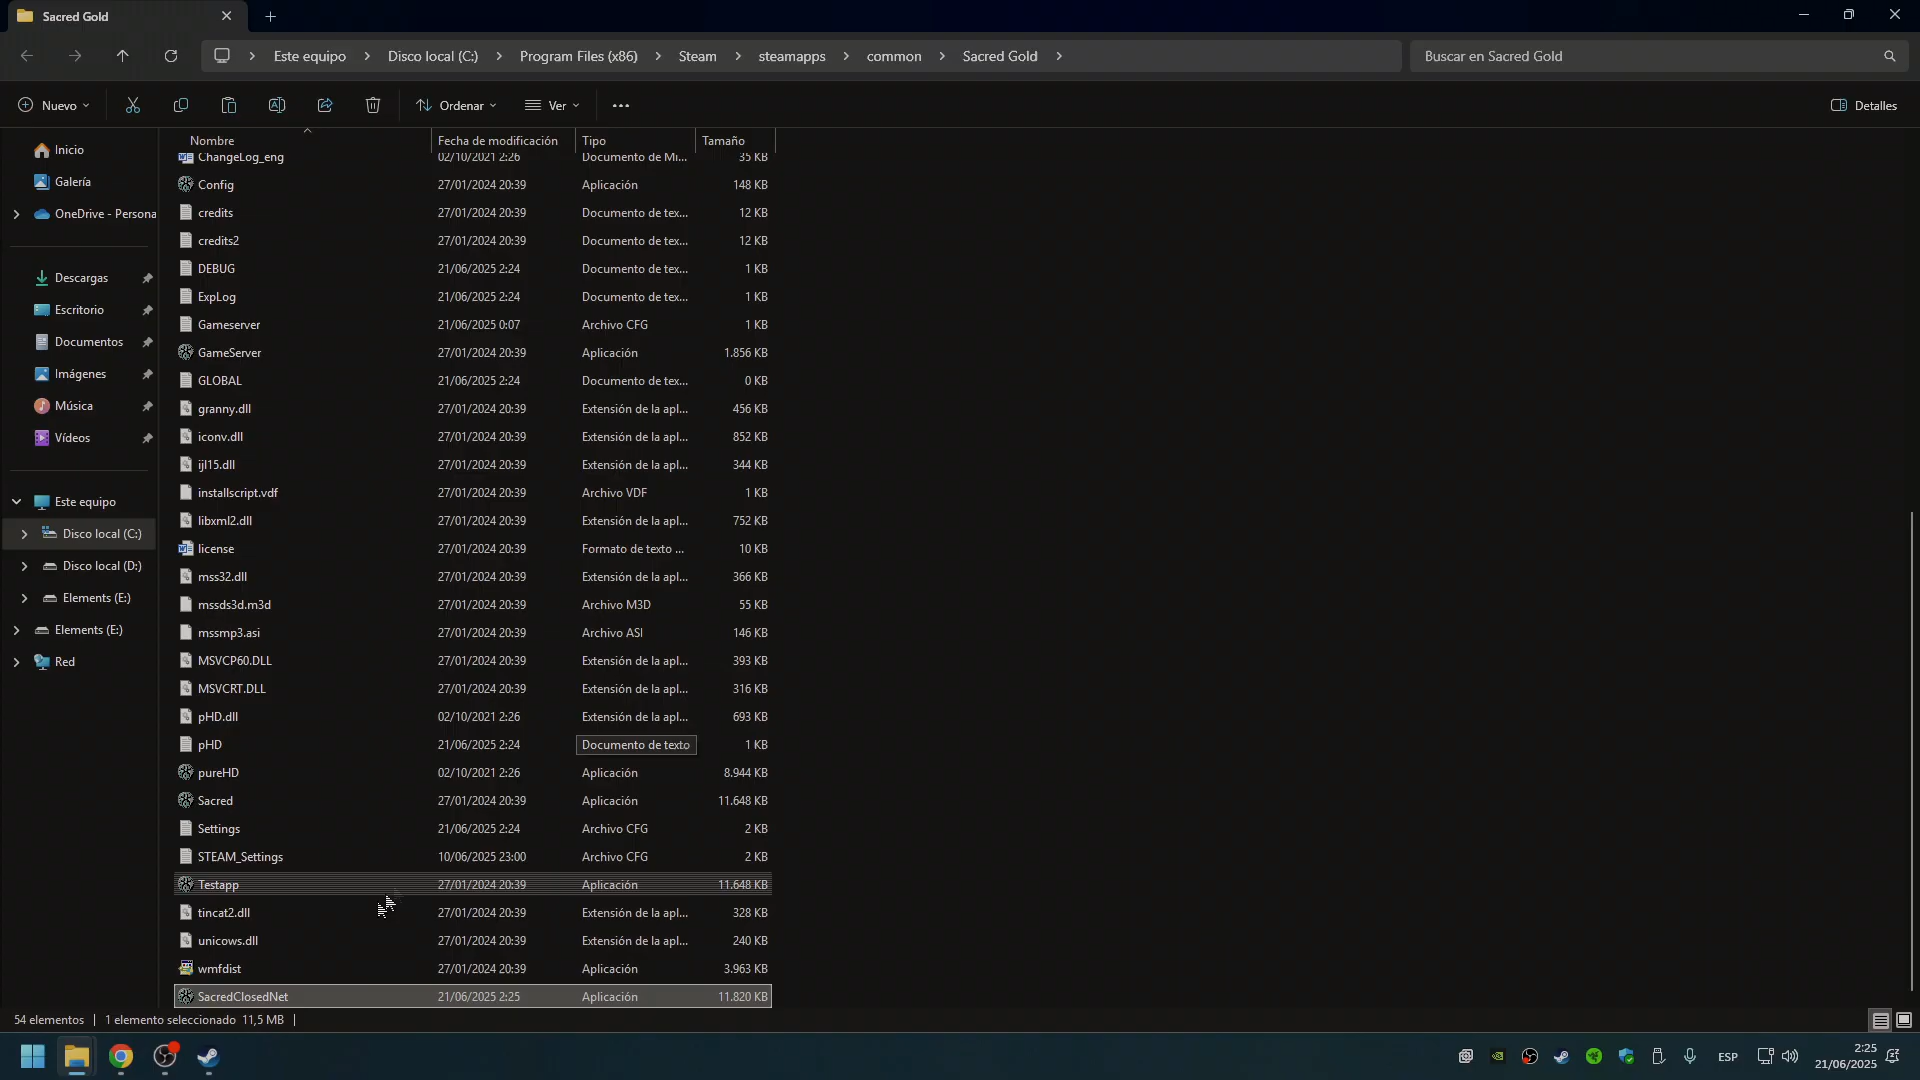 Sacred Gold
Este equipo
Disco local (C:)
Program Files (x86)
Steam
steamapps
common
Sacred Gold
Buscar en Sacred Gold
Nuevo
Ordenar
Ver
Detalles
Nombre
Fecha de modificación
Tipo
Tamaño
Inicio
Galería
OneDrive - Persona
Descargas
Escritorio
Documentos
Imágenes
Música
Vídeos
Este equipo
Disco local (C:)
Disco local (D:)
Elements (E:)
Elements (E:)
Red
ChangeLog_eng 02/10/2021 2:26 Documento de Mi... 35 KB
Config 27/01/2024 20:39 Aplicación 148 KB
credits 27/01/2024 20:39 Documento de tex... 12 KB
credits2 27/01/2024 20:39 Documento de tex... 12 KB
DEBUG 21/06/2025 2:24 Documento de tex... 1 KB
ExpLog 21/06/2025 2:24 Documento de tex... 1 KB
Gameserver 21/06/2025 0:07 Archivo CFG 1 KB
GameServer 27/01/2024 20:39 Aplicación 1.856 KB
GLOBAL 21/06/2025 2:24 Documento de tex... 0 KB
granny.dll 27/01/2024 20:39 Extensión de la apl... 456 KB
iconv.dll 27/01/2024 20:39 Extensión de la apl... 852 KB
ijl15.dll 27/01/2024 20:39 Extensión de la apl... 344 KB
installscript.vdf 27/01/2024 20:39 Archivo VDF 1 KB
libxml2.dll 27/01/2024 20:39 Extensión de la apl... 752 KB
license 27/01/2024 20:39 Formato de texto ... 10 KB
mss32.dll 27/01/2024 20:39 Extensión de la apl... 366 KB
mssds3d.m3d 27/01/2024 20:39 Archivo M3D 55 KB
mssmp3.asi 27/01/2024 20:39 Archivo ASI 146 KB
MSVCP60.DLL 27/01/2024 20:39 Extensión de la apl... 393 KB
MSVCRT.DLL 27/01/2024 20:39 Extensión de la apl... 316 KB
pHD.dll 02/10/2021 2:26 Extensión de la apl... 693 KB
pHD 21/06/2025 2:24 Documento de texto 1 KB
pureHD 02/10/2021 2:26 Aplicación 8.944 KB
Sacred 27/01/2024 20:39 Aplicación 11.648 KB
Settings 21/06/2025 2:24 Archivo CFG 2 KB
STEAM_Settings 10/06/2025 23:00 Archivo CFG 2 KB
Testapp 27/01/2024 20:39 Aplicación 11.648 KB
tincat2.dll 27/01/2024 20:39 Extensión de la apl... 328 KB
unicows.dll 27/01/2024 20:39 Extensión de la apl... 240 KB
wmfdist 27/01/2024 20:39 Aplicación 3.963 KB
SacredClosedNet 21/06/2025 2:25 Aplicación 11.820 KB
54 elementos
1 elemento seleccionado 11,5 MB
ESP
2:25
21/06/2025